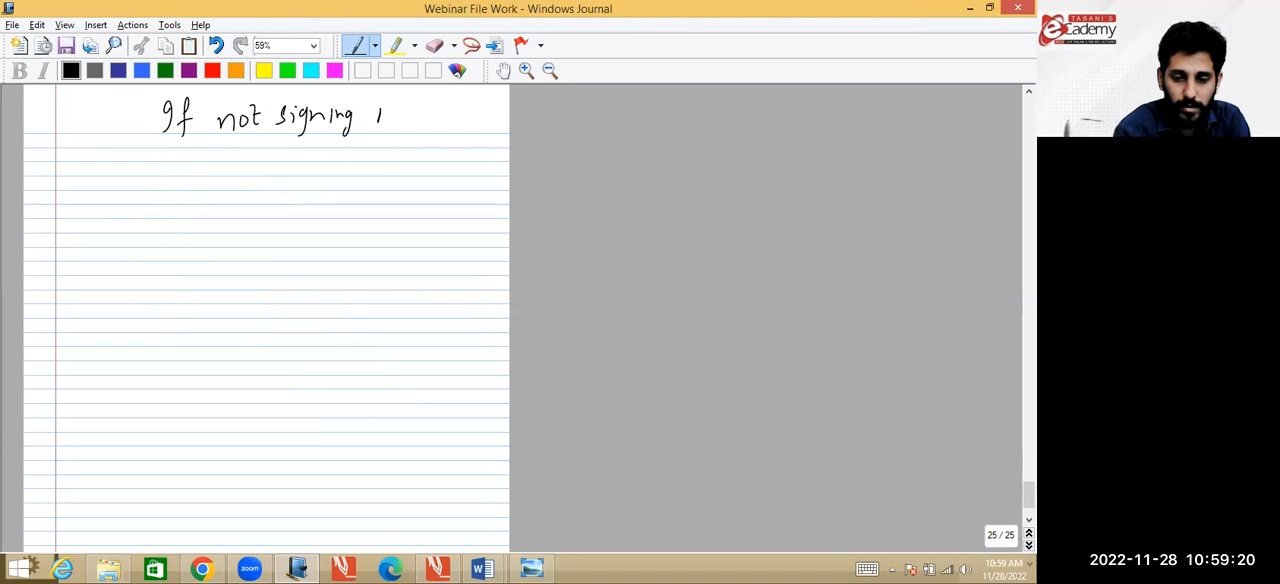 Webinar File Work - Windows Journal
File Edit View Insert Actions Tools Help
59%
B I
If not signing
25 / 25
zoom
10:59 AM
11/28/2022
TABANI'S
eCademy
2022-11-28 10:59:20